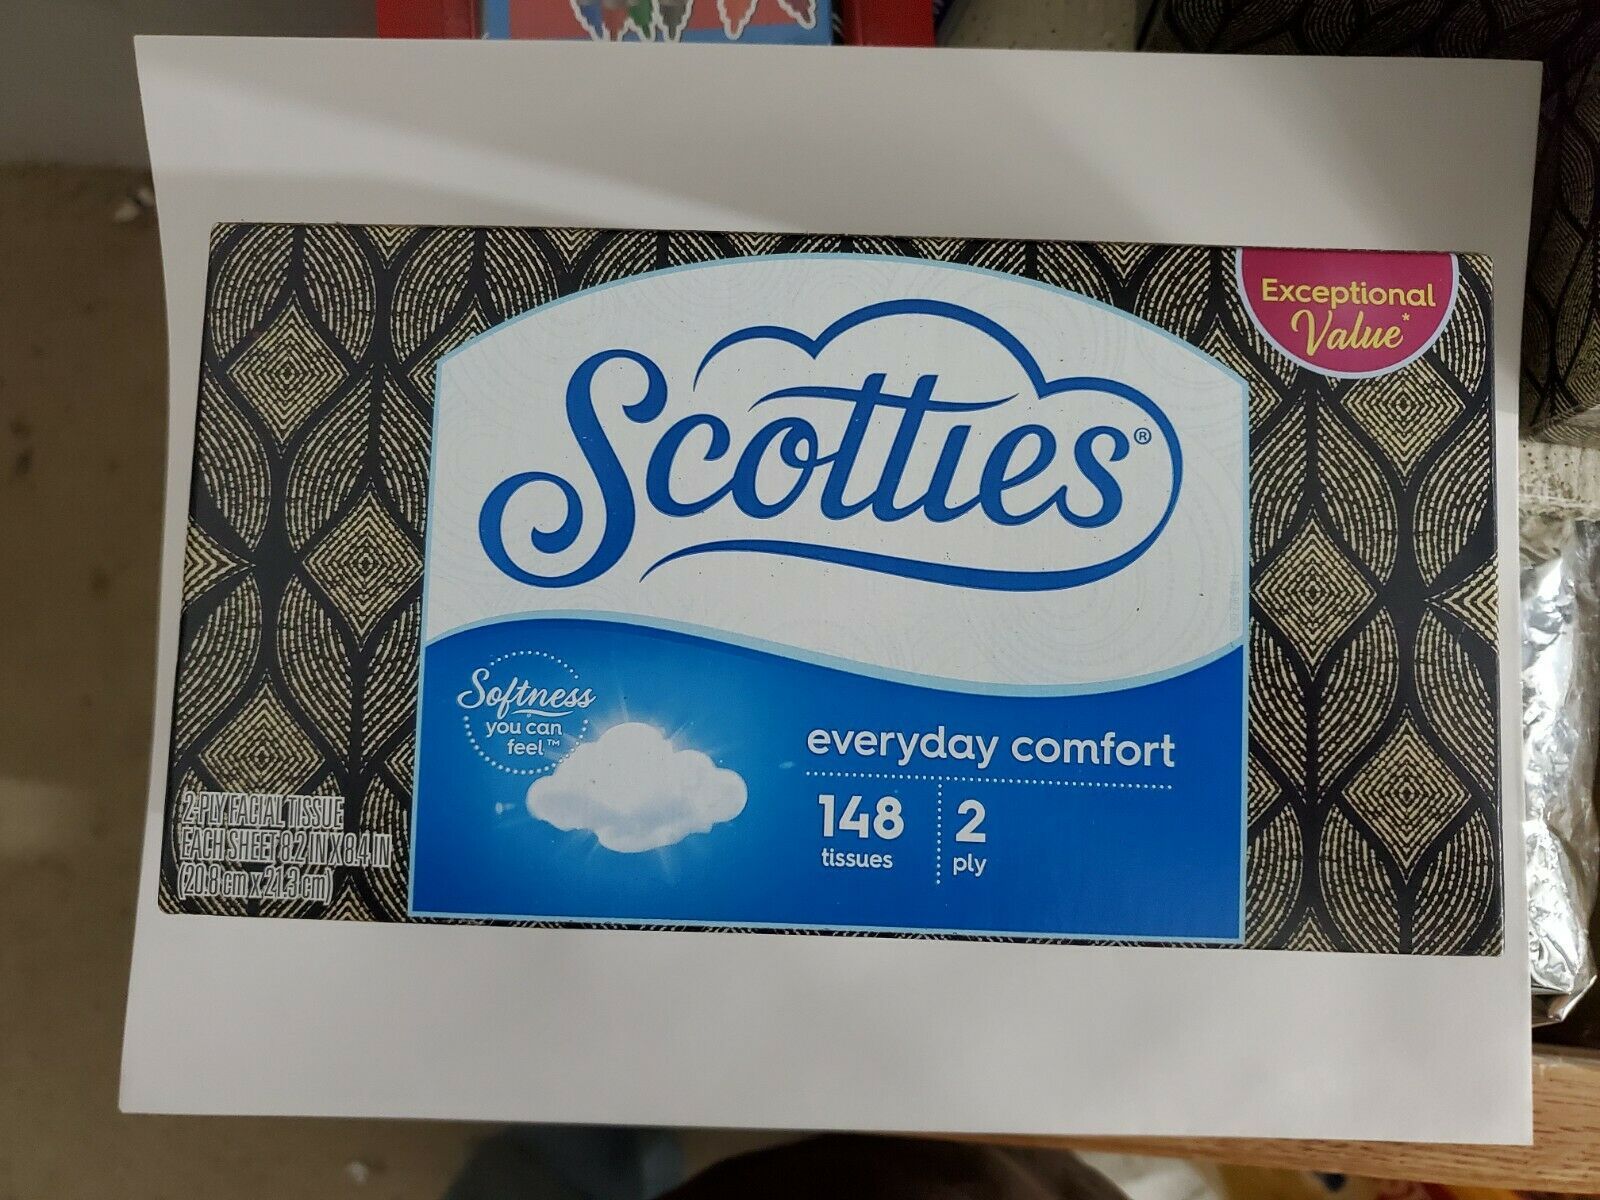 Exceptional
Value*
Scotties®
Softness
you can
feel™
everyday comfort
148
tissues
2
ply
2-PLY FACIAL TISSUE
EACH SHEET 8.2 IN X 8.4 IN
(20.8 cm x 21.3 cm)